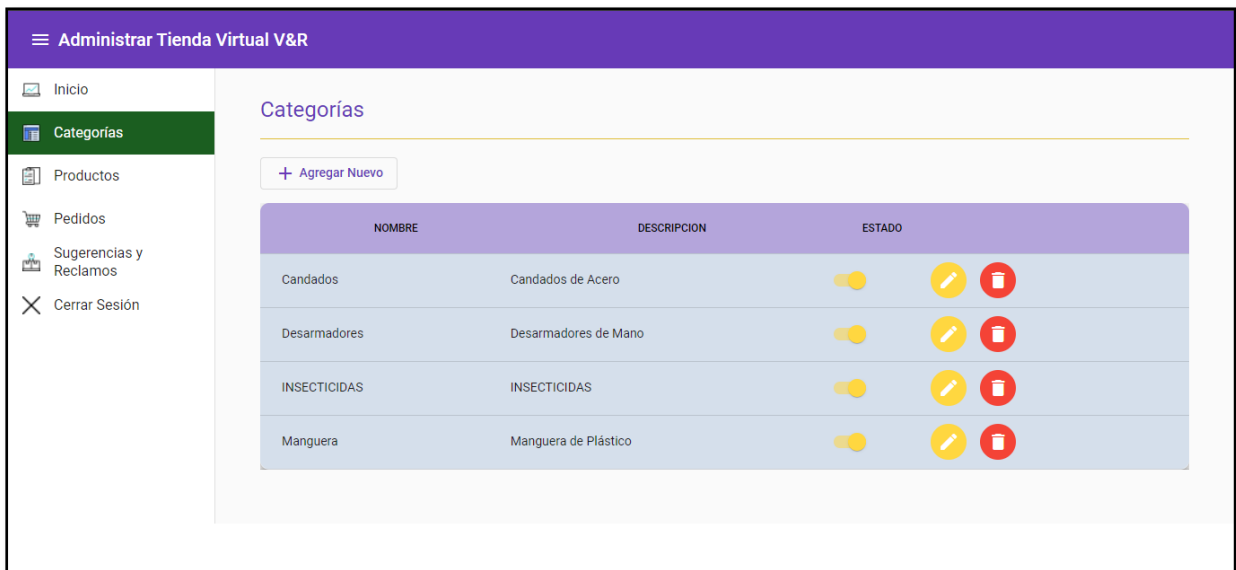 Administrar Tienda Virtual V&R
Inicio
Categorías
Productos
Pedidos
Sugerencias y
Reclamos
Cerrar Sesión
Categorías
+ Agregar Nuevo
NOMBRE DESCRIPCION ESTADO
Candados Candados de Acero
Desarmadores Desarmadores de Mano
INSECTICIDAS INSECTICIDAS
Manguera Manguera de Plástico